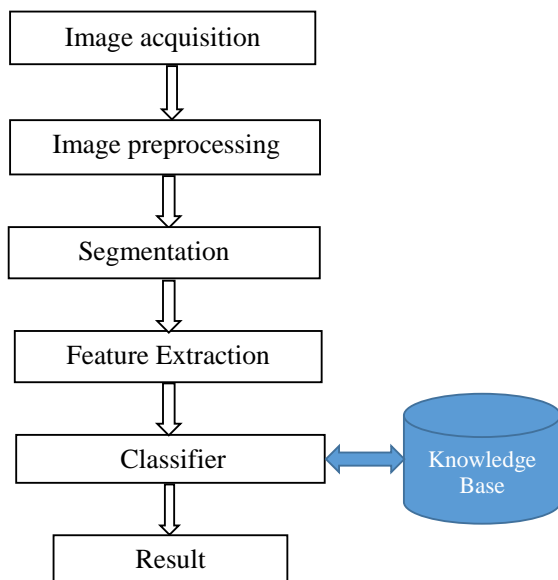 Image acquisition
Image preprocessing
Segmentation
Feature Extraction
Classifier
Knowledge
Base
Result